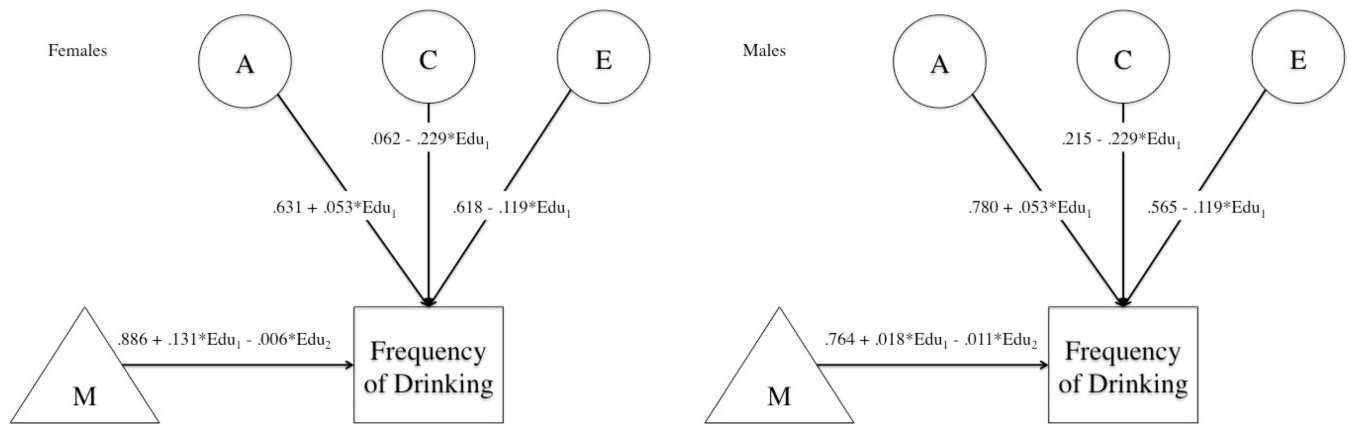 Females
A
C
E
.062 - .229*Edu₁
.631 + .053*Edu₁
.618 - .119*Edu₁
.886 + .131*Edu₁ - .006*Edu₂
M
Frequency
of Drinking
Males
A
C
E
.215 - .229*Edu₁
.780 + .053*Edu₁
.565 - .119*Edu₁
.764 + .018*Edu₁ - .011*Edu₂
M
Frequency
of Drinking